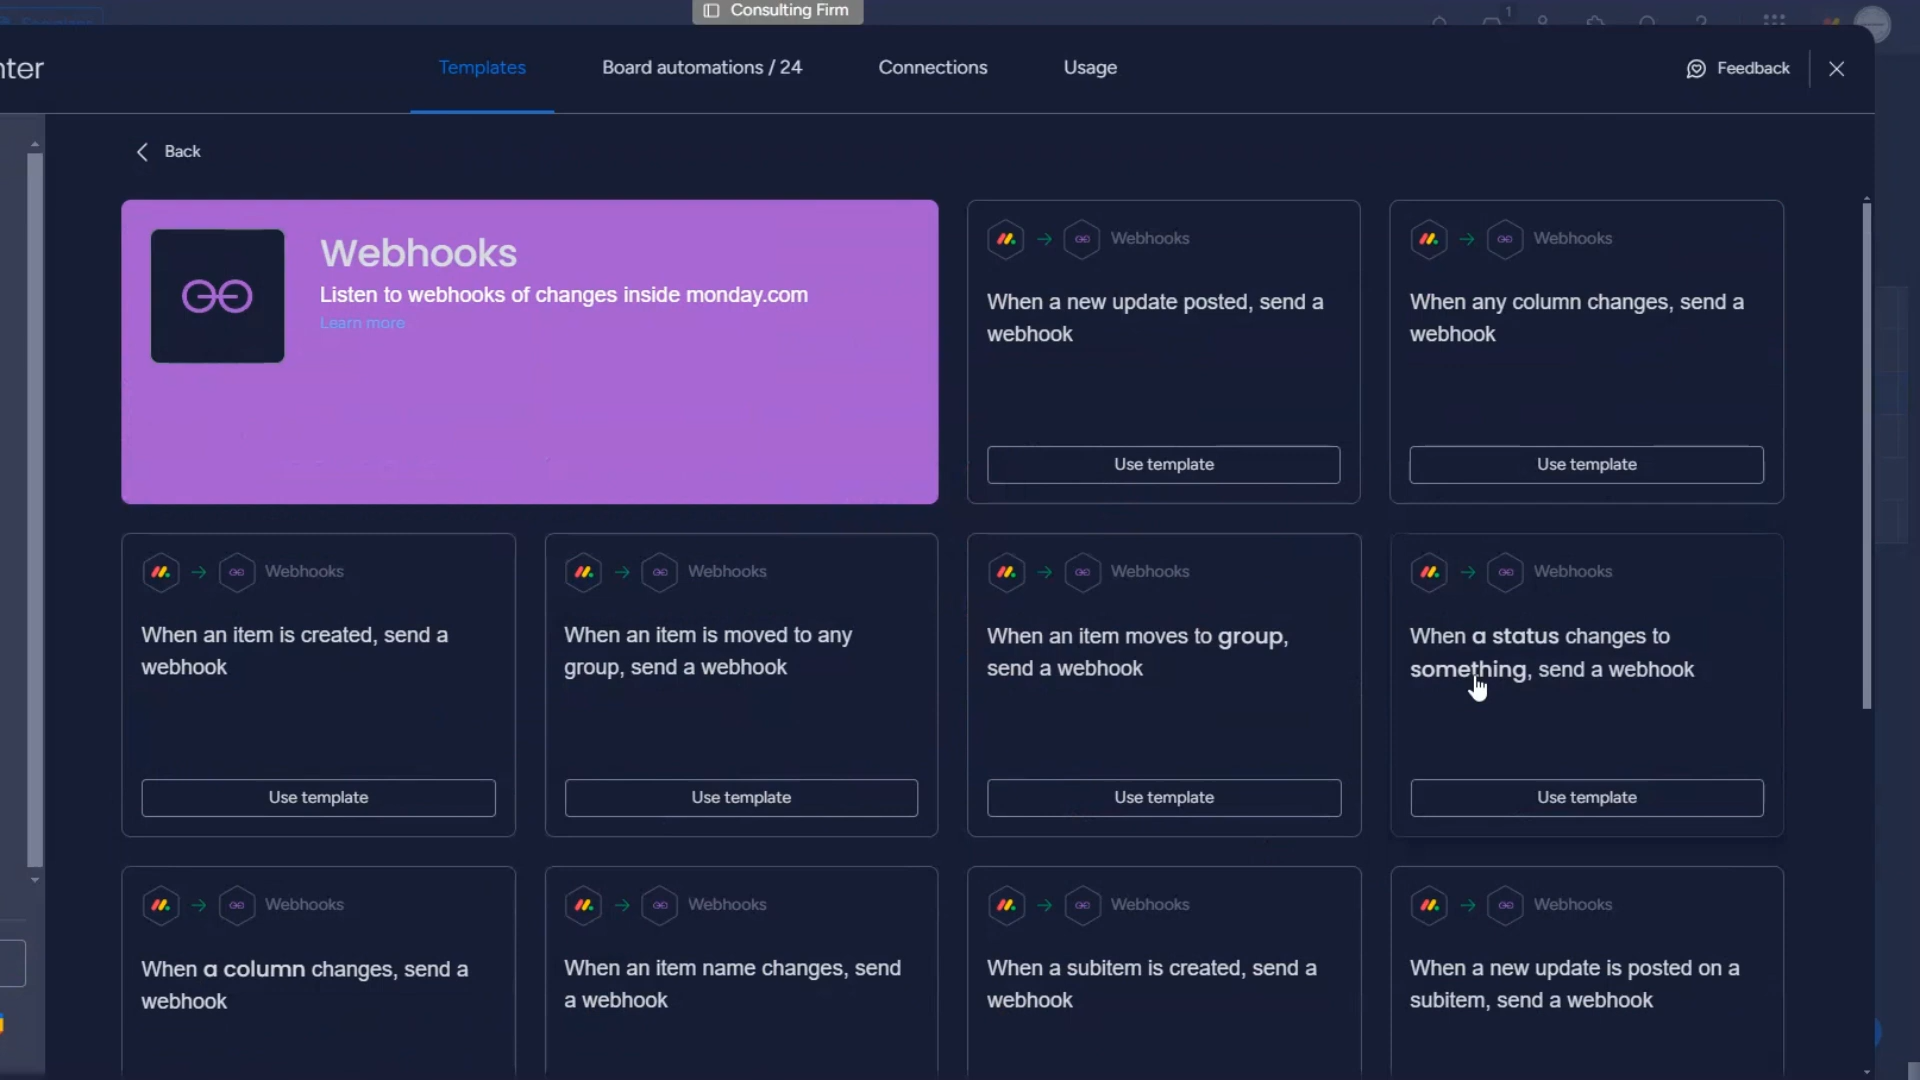 Consulting Firm
1
nter
Templates
Board automations / 24
Connections
Usage
Feedback
Back
Webhooks
Listen to webhooks of changes inside monday.com
Learn more
Webhooks
When a new update posted, send a
webhook
Use template
Webhooks
When any column changes, send a
webhook
Use template
Webhooks
When an item is created, send a
webhook
Use template
Webhooks
When an item is moved to any
group, send a webhook
Use template
Webhooks
When an item moves to group,
send a webhook
Use template
Webhooks
When a status changes to
something, send a webhook
Use template
Webhooks
When a column changes, send a
webhook
Webhooks
When an item name changes, send
a webhook
Webhooks
When a subitem is created, send a
webhook
Webhooks
When a new update is posted on a
subitem, send a webhook